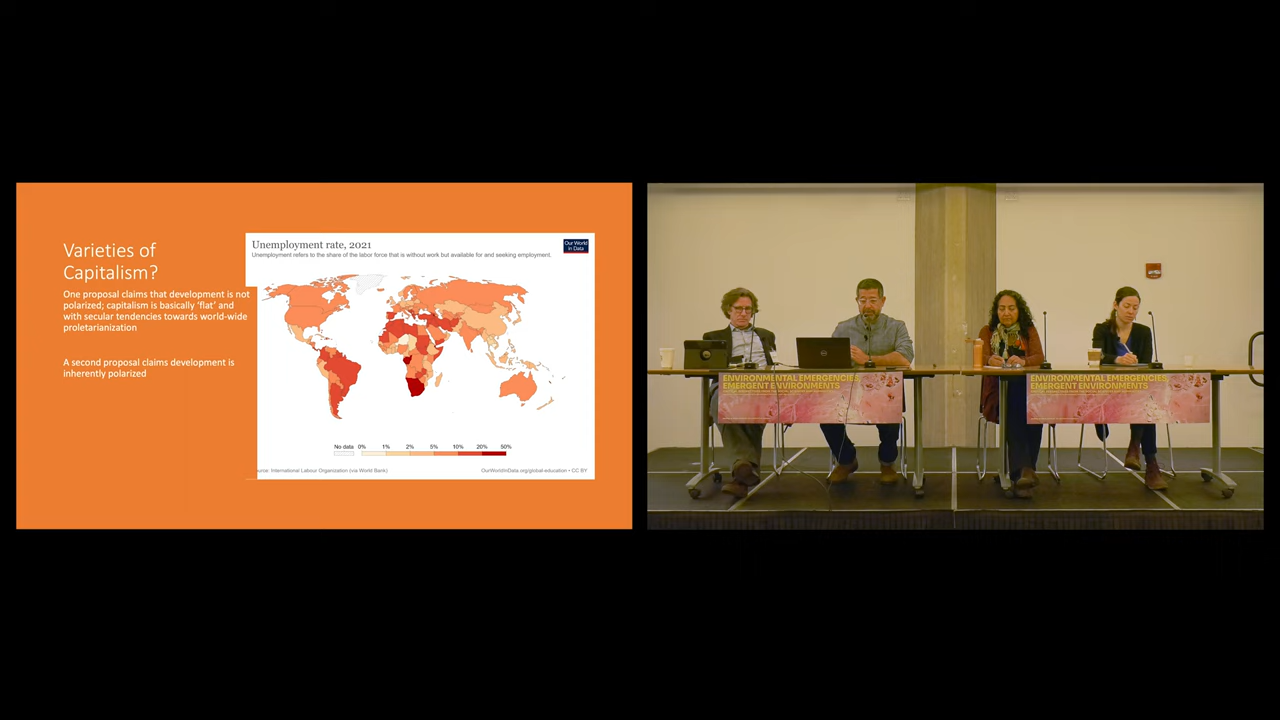 Varieties of
Capitalism?
One proposal claims that development is not
polarized; capitalism is basically 'flat' and
with secular tendencies towards world-wide
proletarianization
A second proposal claims development is
inherently polarized
Unemployment rate, 2021
Unemployment refers to the share of the labor force that is without work but available for and seeking employment.
Our World
in Data
No data 0% 1% 2% 5% 10% 20% 50%
International Labour Organization (via World Bank)
OurWorldInData.org/global-education • CC BY
ENVIRONMENTAL EMERGENCIES,
EMERGENT ENVIRONMENTS
ENVIRONMENTAL EMERGENCIES,
EMERGENT ENVIRONMENTS